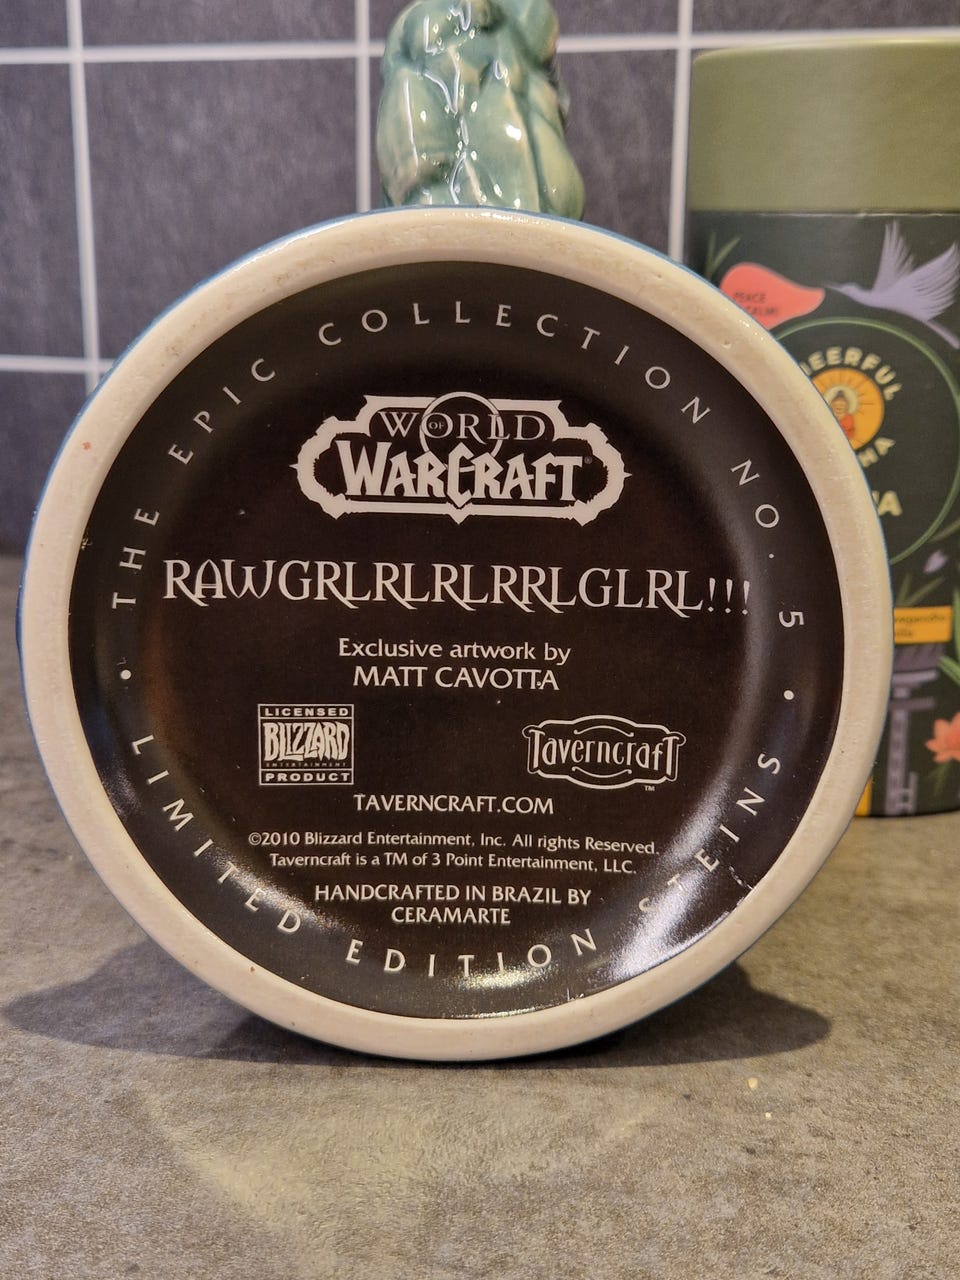 THE EPIC COLLECTION NO. 5
WORLD OF
WARCRAFT®
RAWGRLRLRLRRLGLRL!!!
Exclusive artwork by
MATT CAVOTTA
LICENSED
BLIZZARD
ENTERTAINMENT
PRODUCT
Taverncraft
TM
TAVERNCRAFT.COM
©2010 Blizzard Entertainment, Inc. All rights Reserved.
Taverncraft is a TM of 3 Point Entertainment, LLC.
HANDCRAFTED IN BRAZIL BY
CERAMARTE
• LIMITED EDITION STEINS •
PEACE